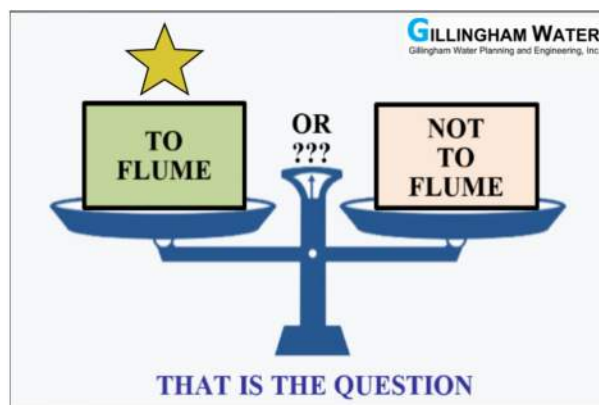 GILLINGHAM WATER
Gillingham Water Planning and Engineering, Inc
TO
FLUME
OR
???
NOT
TO
FLUME
THAT IS THE QUESTION